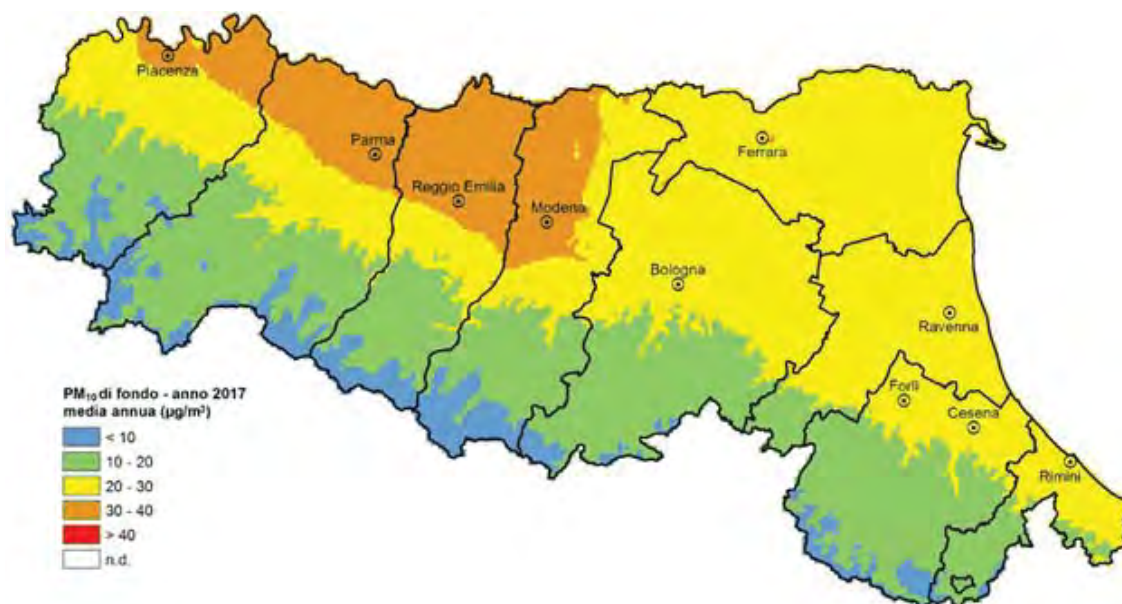 Piacenza
Parma
Ferrara
Reggio Emilia
Modena
Bologna
Ravenna
Forlì
Cesena
Rimini
PM₁₀ di fondo - anno 2017
media annua (µg/m³)
< 10
10 - 20
20 - 30
30 - 40
> 40
n.d.